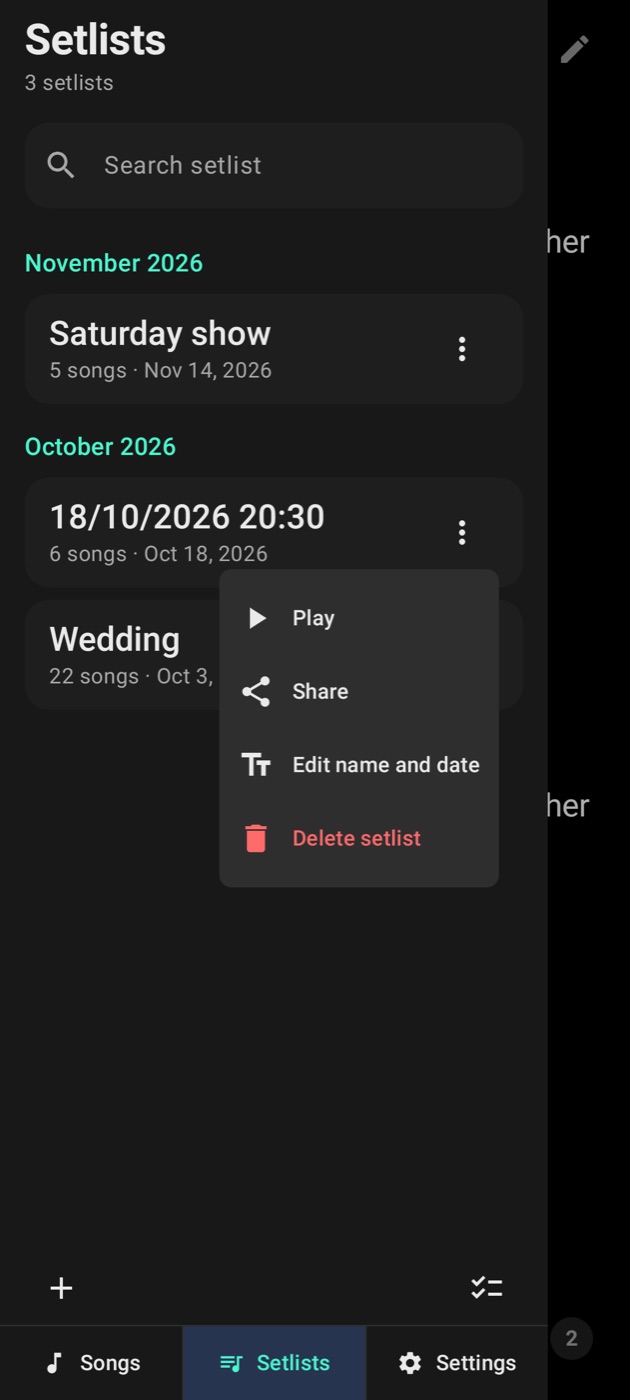 Setlists
3 setlists
Search setlist
November 2026
Saturday show
5 songs · Nov 14, 2026
October 2026
18/10/2026 20:30
6 songs · Oct 18, 2026
Wedding
22 songs · Oct 3,
Play
Share
Edit name and date
Delete setlist
her
her
2
Songs
Setlists
Settings